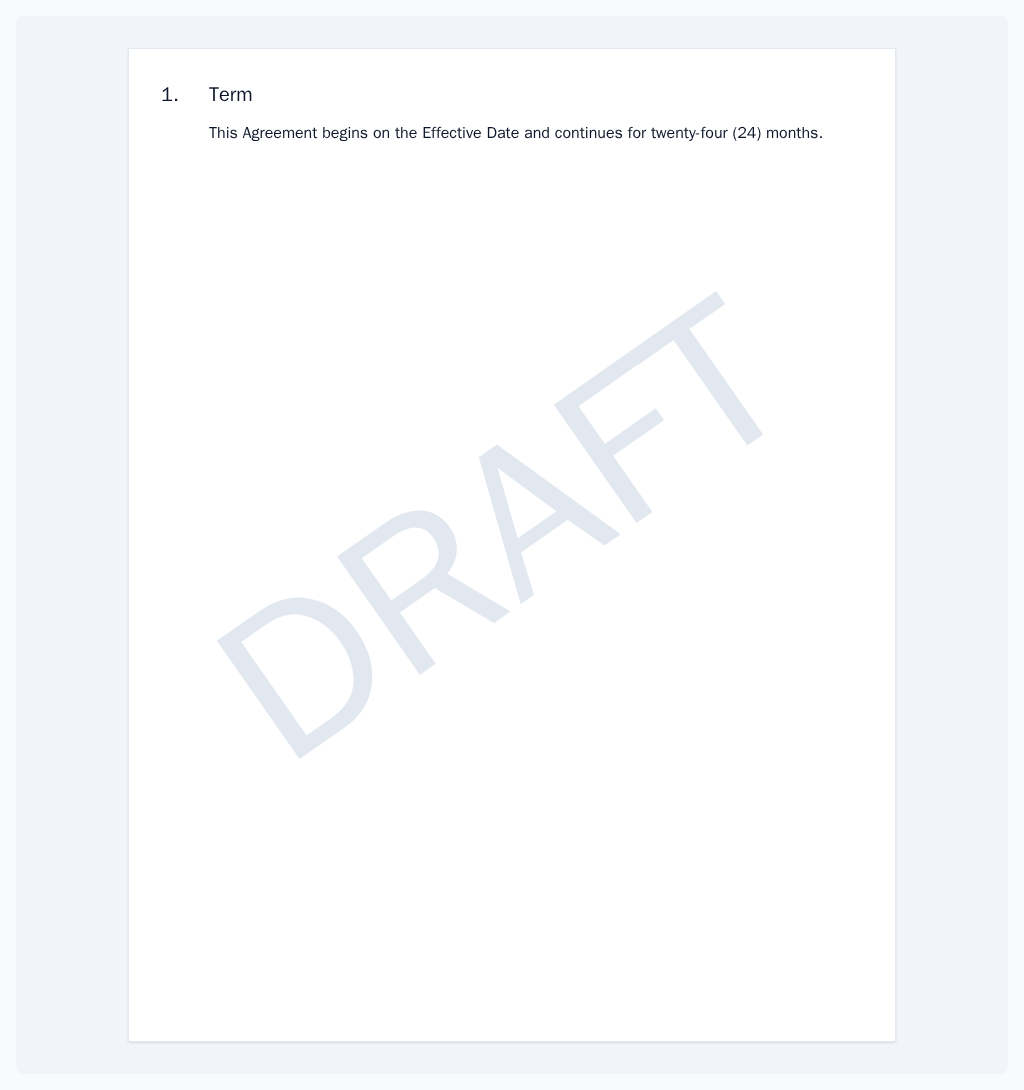 1. Term
This Agreement begins on the Effective Date and continues for twenty-four (24) months.
DRAFT